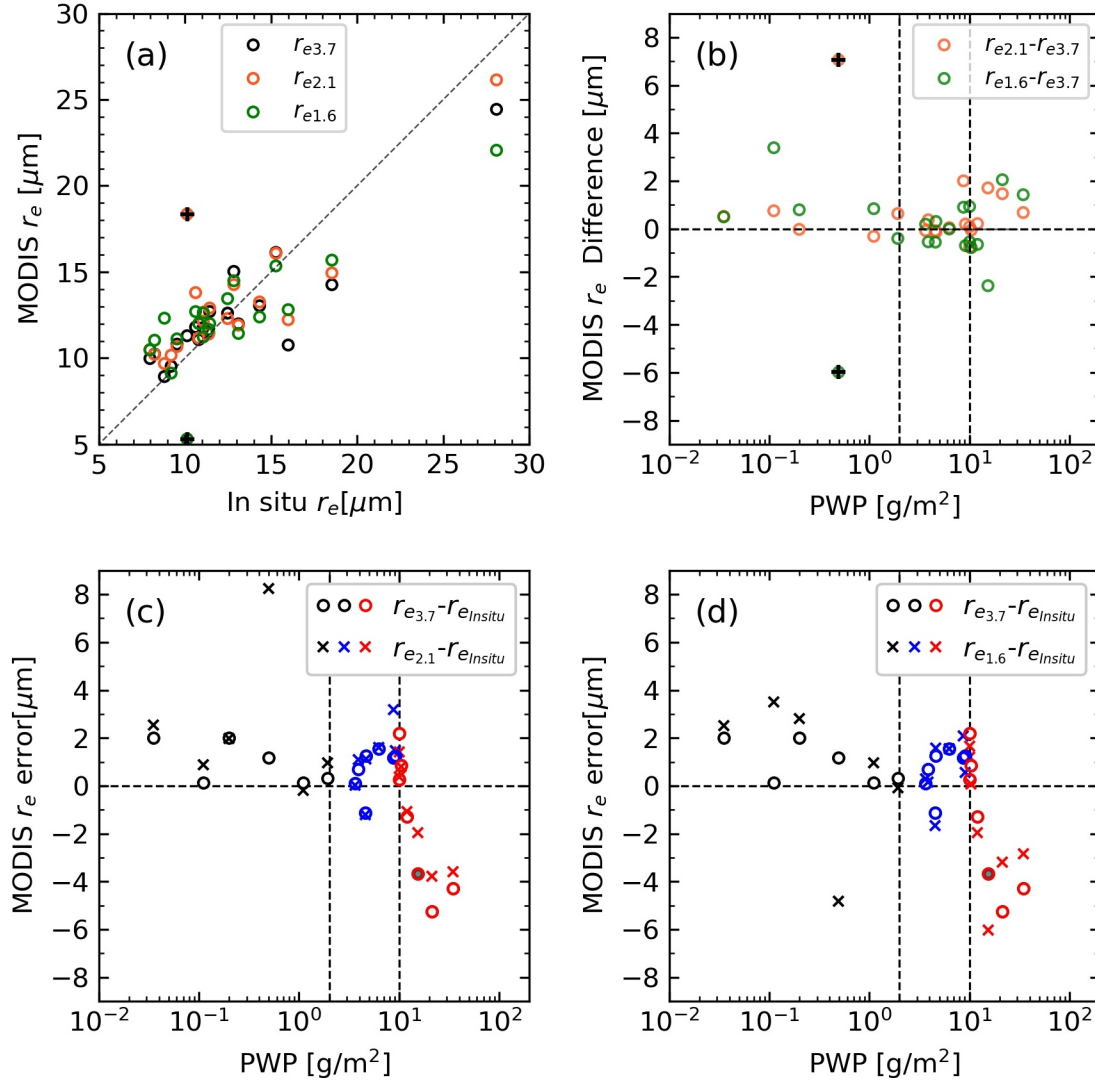 (a)
r_e3.7
r_e2.1
r_e1.6
30
25
20
15
10
5
MODIS r_e [μm]
5 10 15 20 25 30
In situ r_e[μm]
(b)
r_e2.1-r_e3.7
r_e1.6-r_e3.7
8
6
4
2
0
−2
−4
−6
−8
MODIS r_e Difference [μm]
10^−2 10^−1 10^0 10^1 10^2
PWP [g/m^2]
(c)
r_e3.7-r_eInsitu
r_e2.1-r_eInsitu
8
6
4
2
0
−2
−4
−6
−8
MODIS r_e error[μm]
10^−2 10^−1 10^0 10^1 10^2
PWP [g/m^2]
(d)
r_e3.7-r_eInsitu
r_e1.6-r_eInsitu
8
6
4
2
0
−2
−4
−6
−8
MODIS r_e error[μm]
10^−2 10^−1 10^0 10^1 10^2
PWP [g/m^2]